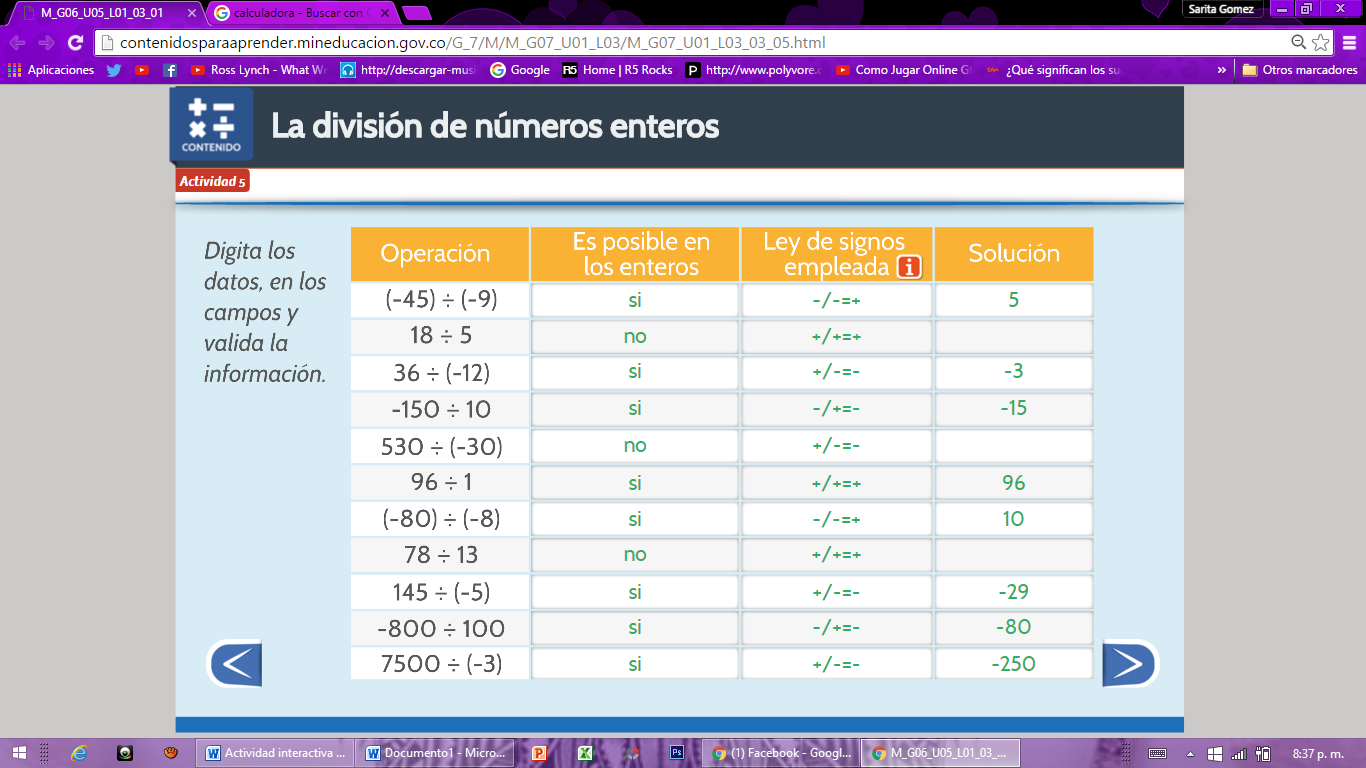 M_G06_U05_L01_03_01
calculadora - Buscar con G
Sarita Gomez
contenidosparaaprender.mineducacion.gov.co/G_7/M/M_G07_U01_L03/M_G07_U01_L03_03_05.html
Aplicaciones Ross Lynch - What W http://descargar-mus Google Home | R5 Rocks http://www.polyvore.c Como Jugar Online G ¿Qué significan los su » Otros marcadores
CONTENIDO
La división de números enteros
Actividad 5
Digita los
datos, en los
campos y
valida la
información.
Operación Es posible en los enteros Ley de signos empleada i Solución
(-45) ÷ (-9) si -/-=+ 5
18 ÷ 5 no +/+=+
36 ÷ (-12) si +/-=- -3
-150 ÷ 10 si -/+=- -15
530 ÷ (-30) no +/-=-
96 ÷ 1 si +/+=+ 96
(-80) ÷ (-8) si -/-=+ 10
78 ÷ 13 no +/+=+
145 ÷ (-5) si +/-=- -29
-800 ÷ 100 si -/+=- -80
7500 ÷ (-3) si +/-=- -250
Actividad interactiva ... Documento1 - Micro... (1) Facebook - Googl... M_G06_U05_L01_03_... 8:37 p. m.